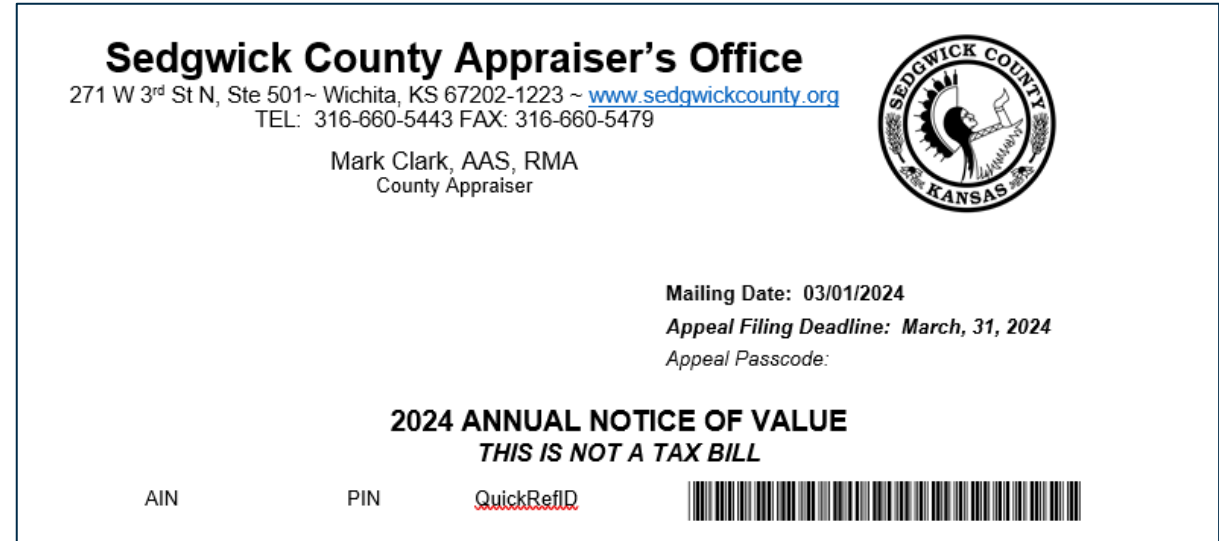 Sedgwick County Appraiser's Office
271 W 3rd St N, Ste 501~ Wichita, KS 67202-1223 ~ www.sedgwickcounty.org
TEL: 316-660-5443 FAX: 316-660-5479
Mark Clark, AAS, RMA
County Appraiser
SEDGWICK COUNTY
KANSAS
Mailing Date: 03/01/2024
Appeal Filing Deadline: March, 31, 2024
Appeal Passcode:
2024 ANNUAL NOTICE OF VALUE
THIS IS NOT A TAX BILL
AIN PIN QuickRefID